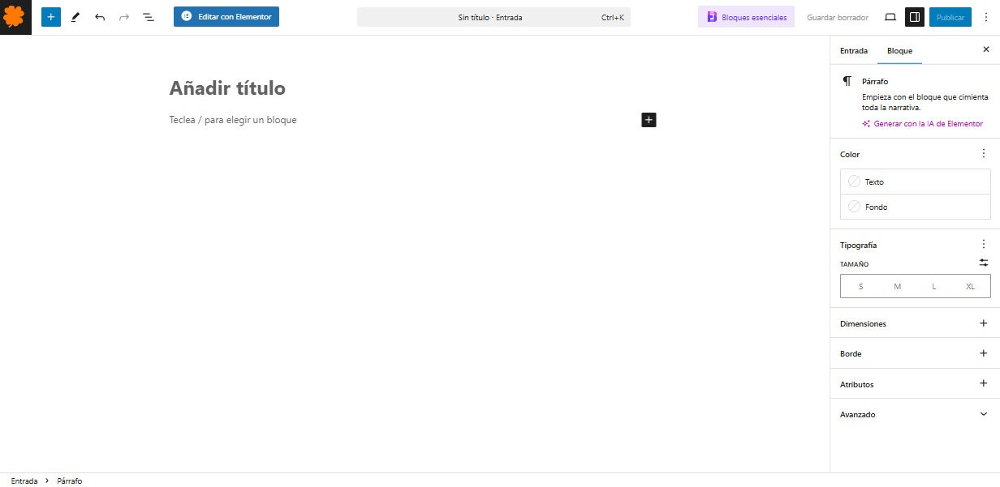 Editar con Elementor
Sin título · Entrada
Ctrl+K
Bloques esenciales
Guardar borrador
Publicar
Añadir título
Teclea / para elegir un bloque
Entrada
Bloque
Párrafo
Empieza con el bloque que cimienta
toda la narrativa.
Generar con la IA de Elementor
Color
Texto
Fondo
Tipografía
TAMAÑO
S M L XL
Dimensiones
Borde
Atributos
Avanzado
Entrada > Párrafo